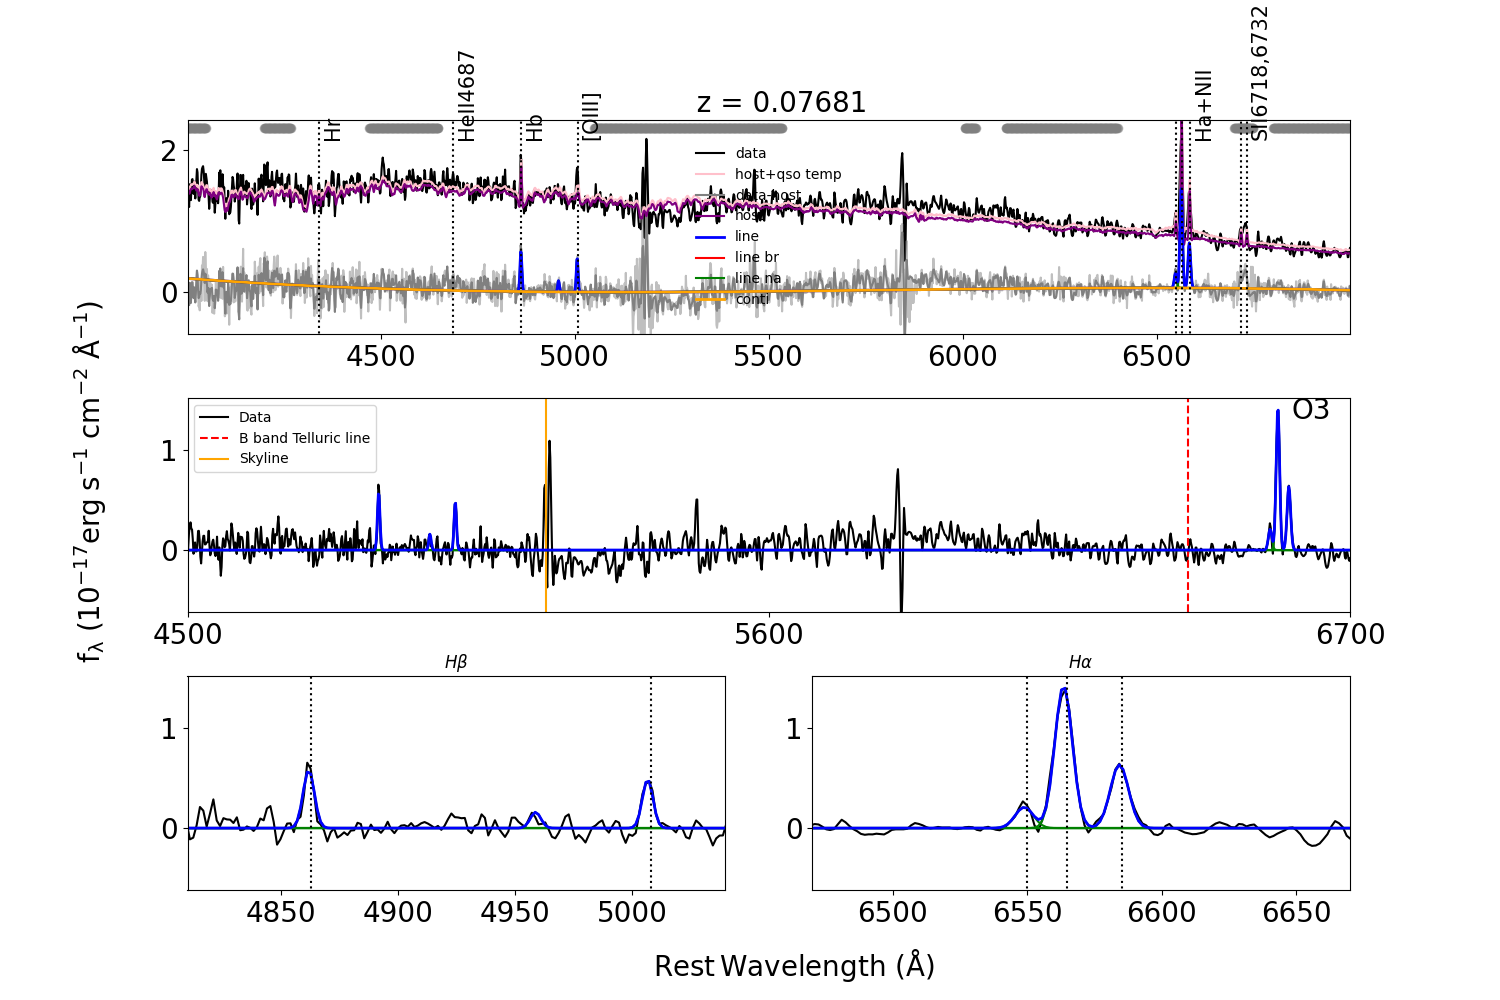 Hr
HeII4687
Hb
[OIII]
Ha+NII
SII6718,6732
z = 0.07681
data
host+qso temp
data-host
host
line
line br
line na
conti
2
0
4500 5000 5500 6000 6500
fλ (10−17erg s−1 cm−2 Å−1)
Data
B band Telluric line
Skyline
O3
1
0
4500 5600 6700
Hβ
1
0
4850 4900 4950 5000
Hα
1
0
6500 6550 6600 6650
Rest Wavelength (Å)